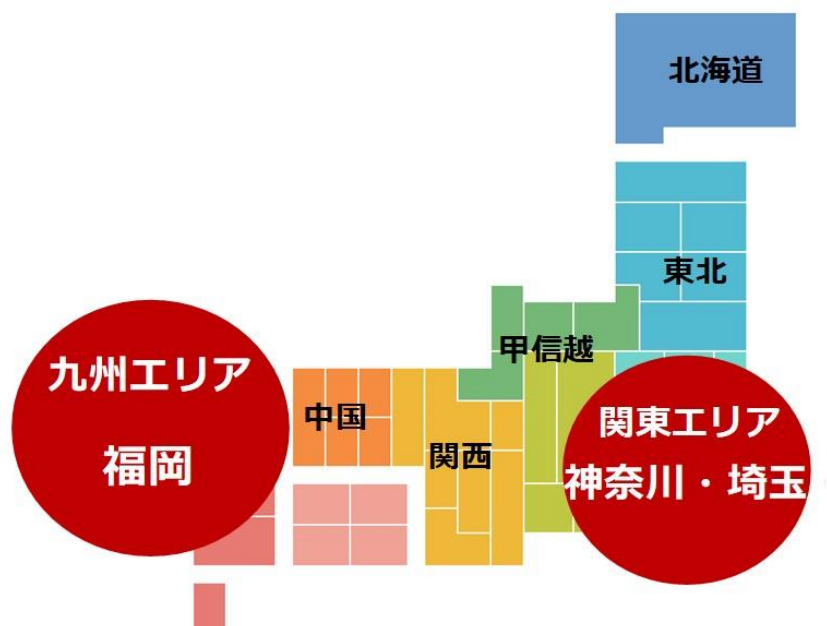 北海道
東北
甲信越
九州エリア
福岡
中国
関西
関東エリア
神奈川・埼玉